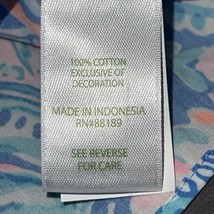 100% COTTON
EXCLUSIVE OF
DECORATION
MADE IN INDONESIA
RN#88189
SEE REVERSE
FOR CARE